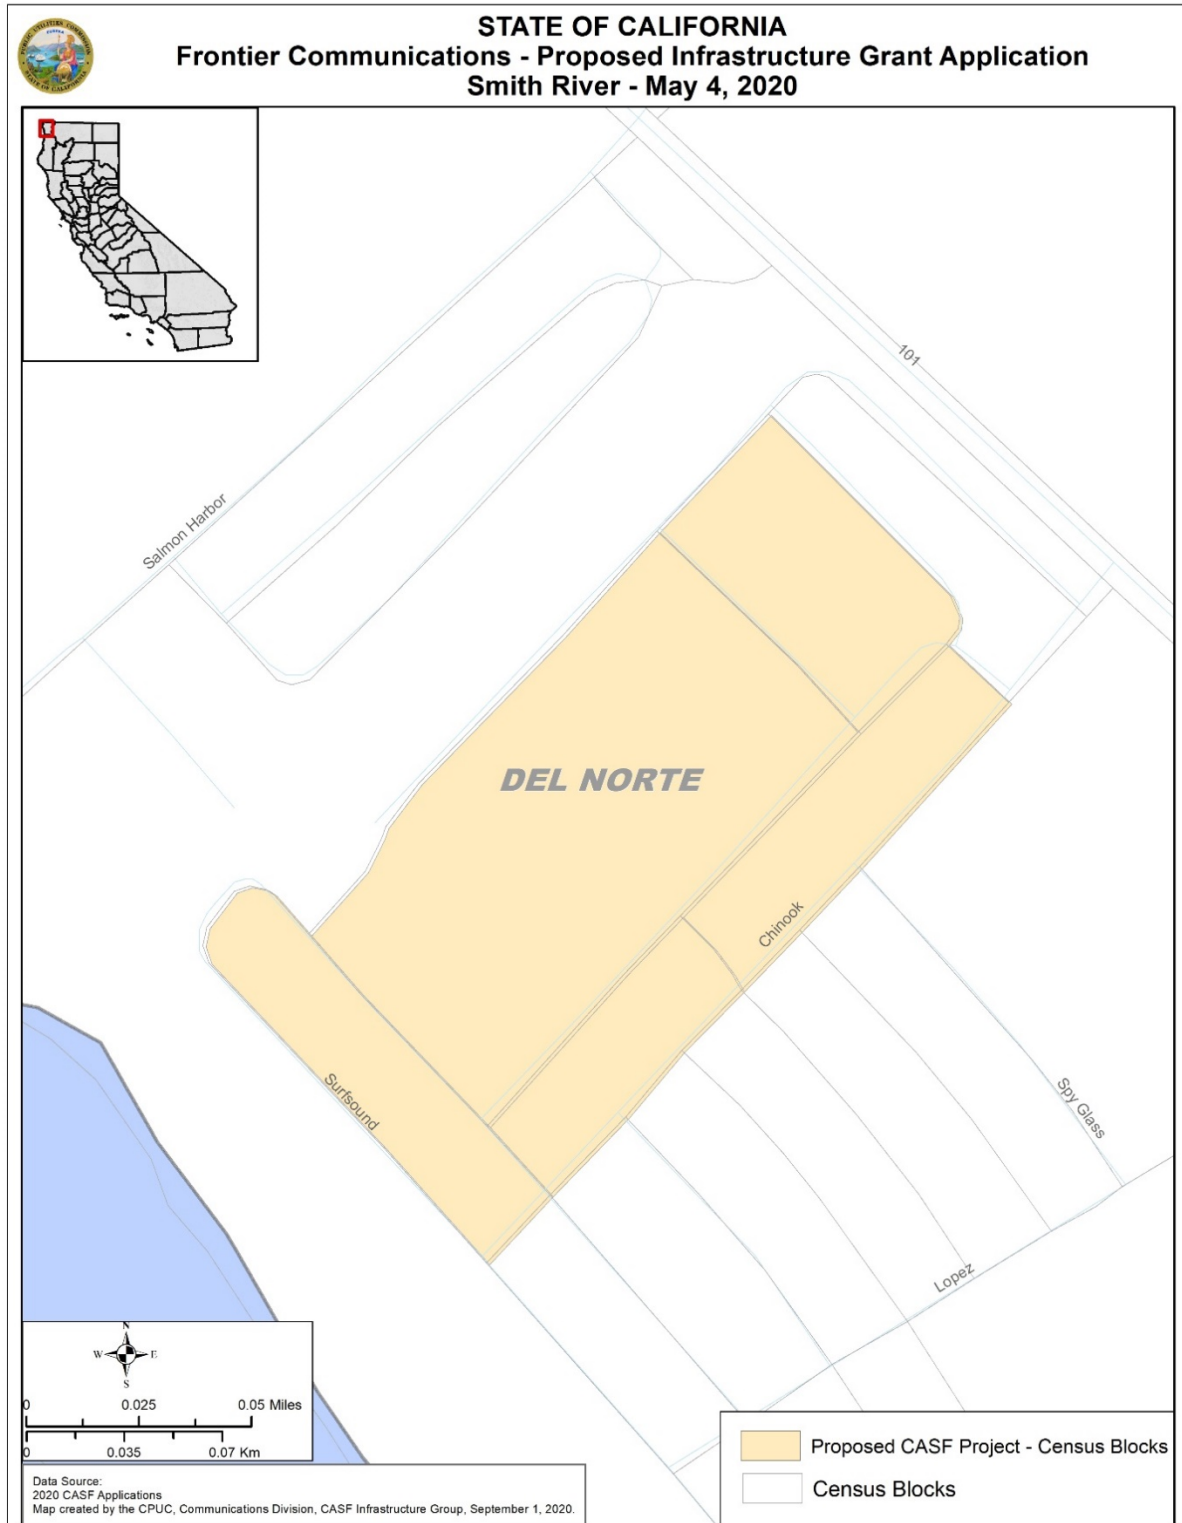 STATE OF CALIFORNIA
Frontier Communications - Proposed Infrastructure Grant Application
Smith River - May 4, 2020
101
Salmon Harbor
DEL NORTE
Chinook
Surfsound
Spy Glass
Lopez
N
W E
S
0 0.025 0.05 Miles
0 0.035 0.07 Km
Proposed CASF Project - Census Blocks
Census Blocks
Data Source:
2020 CASF Applications
Map created by the CPUC, Communications Division, CASF Infrastructure Group, September 1, 2020.